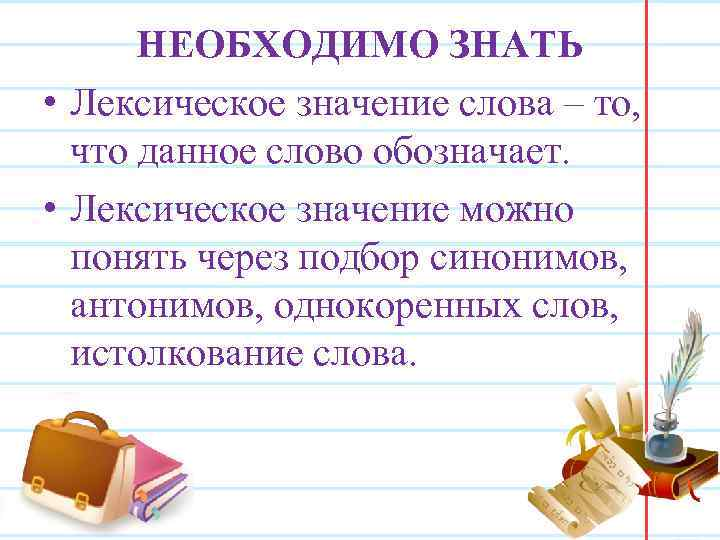 НЕОБХОДИМО ЗНАТЬ
• Лексическое значение слова – то,
что данное слово обозначает.
• Лексическое значение можно
понять через подбор синонимов,
антонимов, однокоренных слов,
истолкование слова.